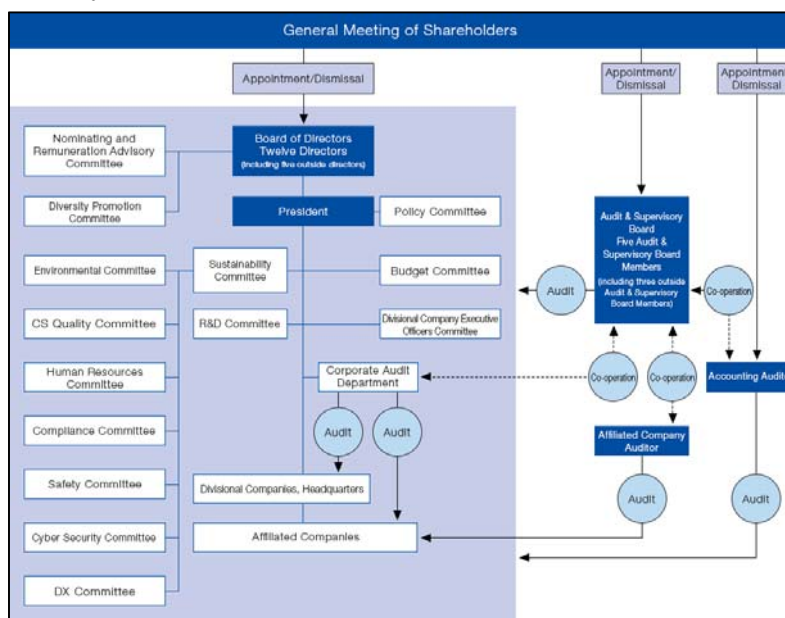 General Meeting of Shareholders
Appointment/Dismissal
Appointment/
Dismissal
Appointment/
Dismissal
Nominating and
Remuneration Advisory
Committee
Board of Directors
Twelve Directors
(including five outside directors)
Diversity Promotion
Committee
President
Policy Committee
Audit & Supervisory
Board
Five Audit &
Supervisory Board
Members
(including three outside
Audit & Supervisory
Board Members)
Environmental Committee
Sustainability
Committee
Budget Committee
Audit
Co-operation
CS Quality Committee
R&D Committee
Divisional Company Executive
Officers Committee
Human Resources
Committee
Corporate Audit
Department
Co-operation
Co-operation
Accounting Auditor
Compliance Committee
Audit
Audit
Affiliated Company
Auditor
Safety Committee
Divisional Companies, Headquarters
Audit
Audit
Cyber Security Committee
Affiliated Companies
DX Committee